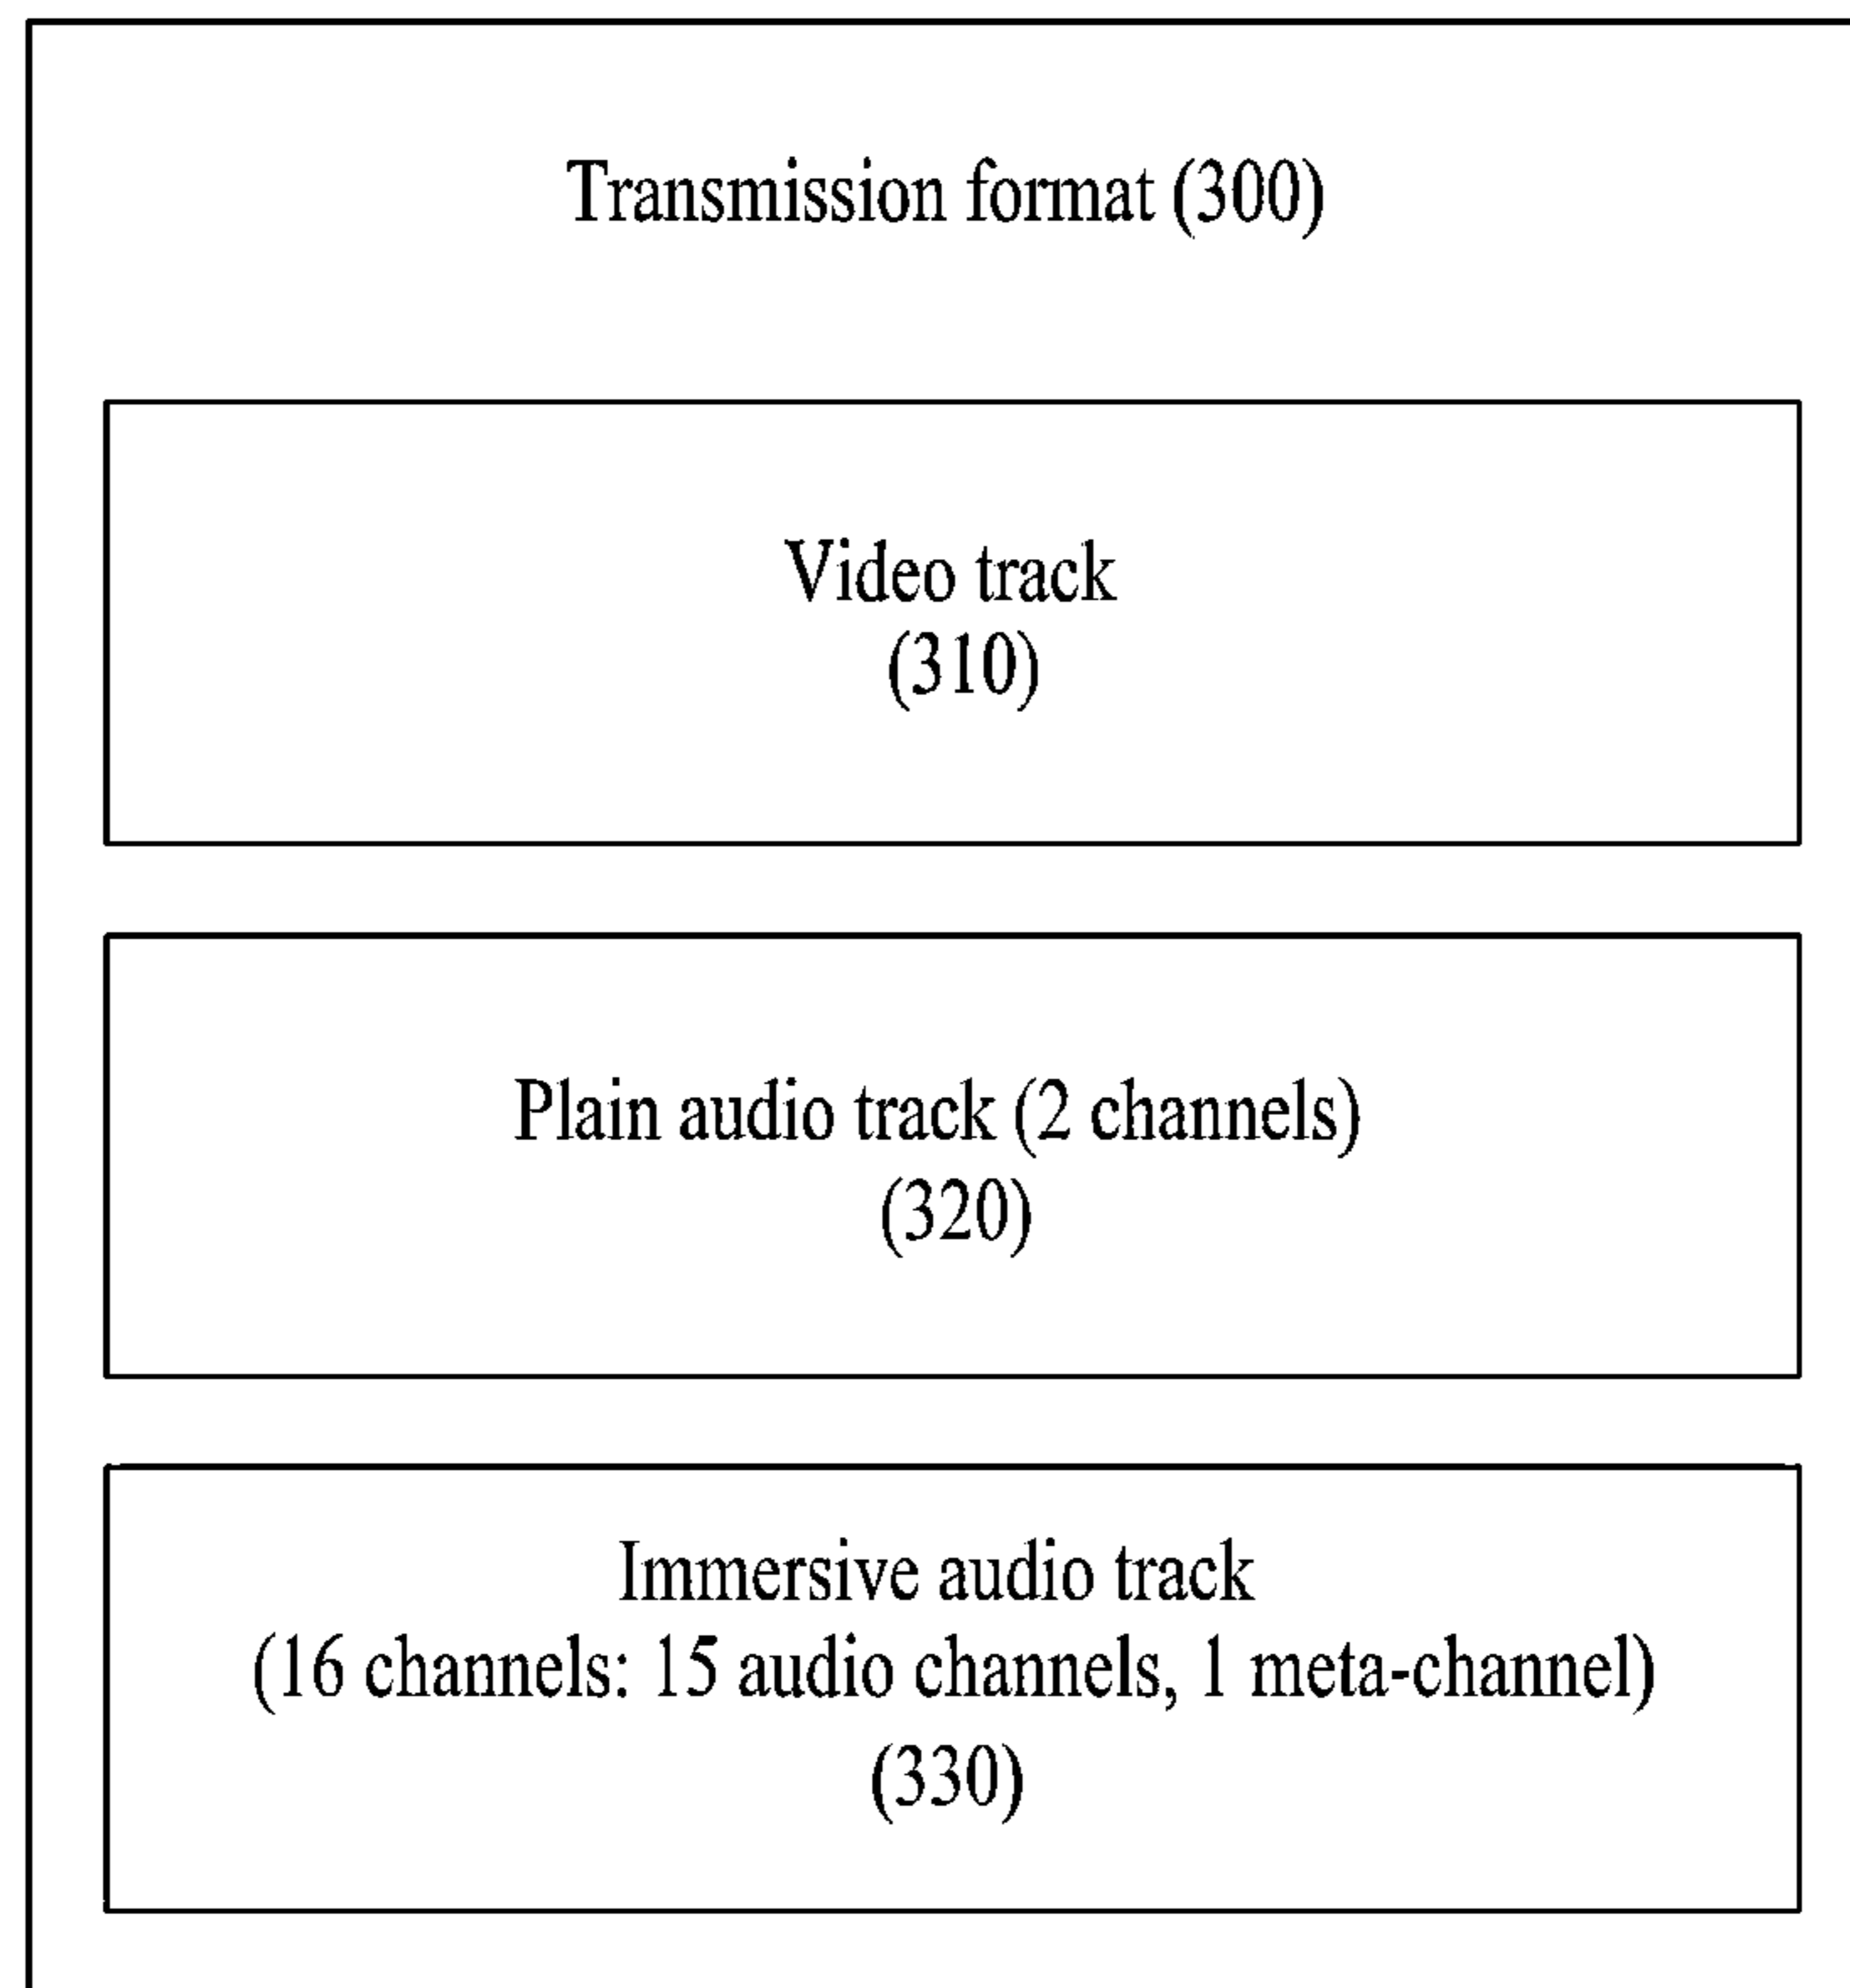 Transmission format (300)
Video track
(310)
Plain audio track (2 channels)
(320)
Immersive audio track
(16 channels: 15 audio channels, 1 meta-channel)
(330)